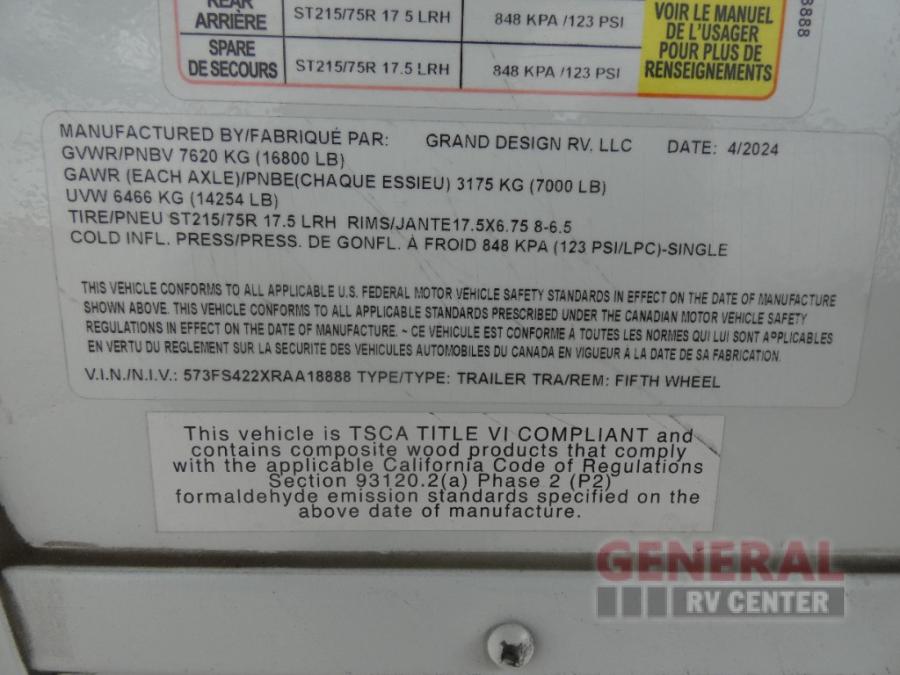 REAR
ARRIÈRE ST215/75R 17.5 LRH 848 KPA /123 PSI
SPARE
DE SECOURS ST215/75R 17.5 LRH 848 KPA /123 PSI
VOIR LE MANUEL
DE L'USAGER
POUR PLUS DE
RENSEIGNEMENTS
8888
MANUFACTURED BY/FABRIQUÉ PAR: GRAND DESIGN RV, LLC DATE: 4/2024
GVWR/PNBV 7620 KG (16800 LB)
GAWR (EACH AXLE)/PNBE(CHAQUE ESSIEU) 3175 KG (7000 LB)
UVW 6466 KG (14254 LB)
TIRE/PNEU ST215/75R 17.5 LRH RIMS/JANTE17.5X6.75 8-6.5
COLD INFL. PRESS/PRESS. DE GONFL. À FROID 848 KPA (123 PSI/LPC)-SINGLE
THIS VEHICLE CONFORMS TO ALL APPLICABLE U.S. FEDERAL MOTOR VEHICLE SAFETY STANDARDS IN EFFECT ON THE DATE OF MANUFACTURE
SHOWN ABOVE. THIS VEHICLE CONFORMS TO ALL APPLICABLE STANDARDS PRESCRIBED UNDER THE CANADIAN MOTOR VEHICLE SAFETY
REGULATIONS IN EFFECT ON THE DATE OF MANUFACTURE. ~ CE VEHICULE EST CONFORME À TOUTES LES NORMES QUI LUI SONT APPLICABLES
EN VERTU DU REGLEMENT SUR LA SECURITE DES VEHICULES AUTOMOBILES DU CANADA EN VIGUEUR À LA DATE DE SA FABRICATION.
V.I.N./N.I.V.: 573FS422XRAA18888 TYPE/TYPE: TRAILER TRA/REM: FIFTH WHEEL
This vehicle is TSCA TITLE VI COMPLIANT and
contains composite wood products that comply
with the applicable California Code of Regulations
Section 93120.2(a) Phase 2 (P2)
formaldehyde emission standards specified on the
above date of manufacture.
GENERAL
RV CENTER